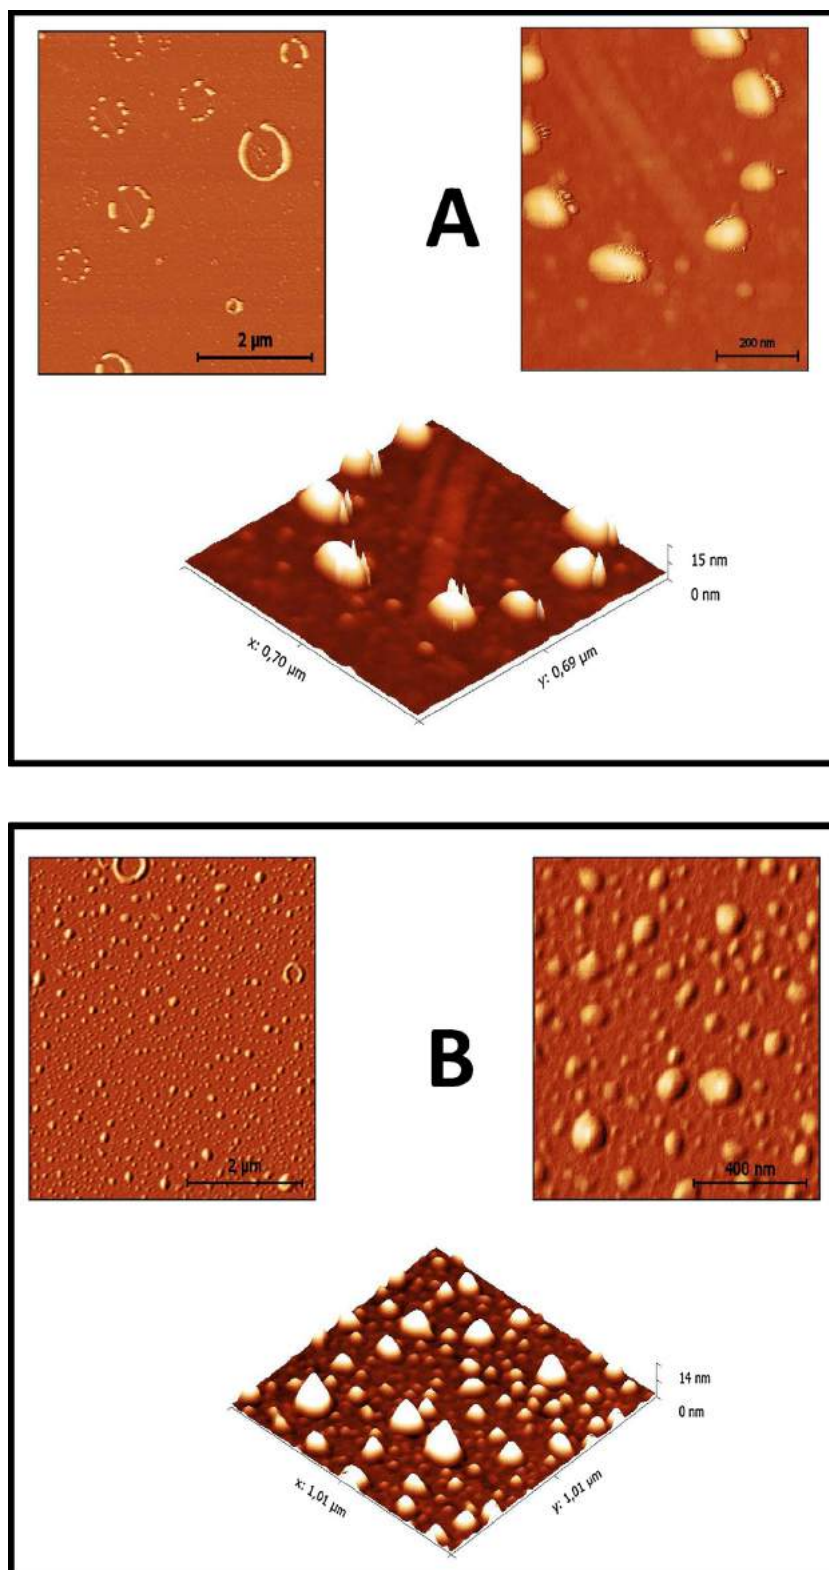 A
2 µm
200 nm
15 nm
0 nm
x: 0,70 µm
y: 0,69 µm
B
2 µm
400 nm
14 nm
0 nm
x: 1,01 µm
y: 1,01 µm